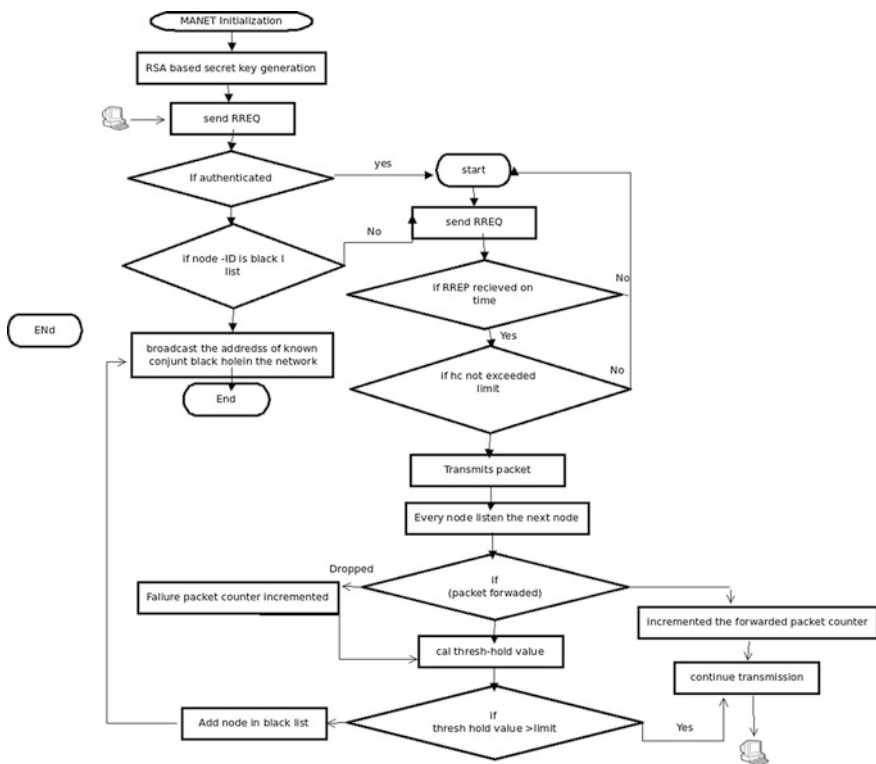 MANET Initialization
RSA based secret key generation
send RREQ
If authenticated
yes
start
send RREQ
No
if node -ID is black l
list
if RREP recieved on
time
No
Yes
ENd
broadcast the addresss of known
conjunt black holein the network
if hc not exceeded
limit
No
End
Transmits packet
Every node listen the next node
Dropped
if
(packet forwaded)
Failure packet counter incremented
incremented the forwarded packet counter
cal thresh-hold value
continue transmission
Add node in black list
if
thresh hold value >limit
Yes